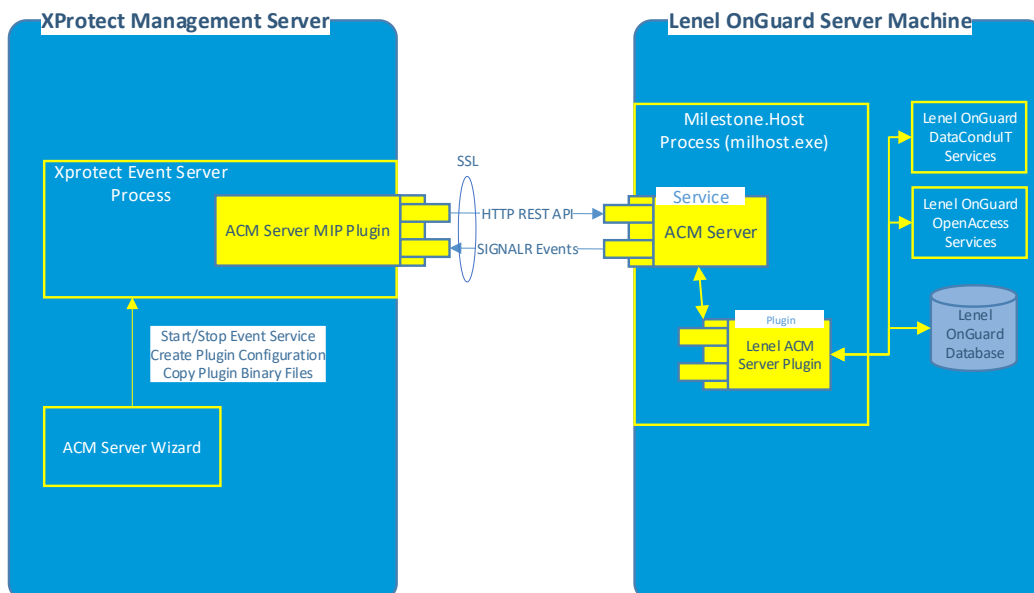 XProtect Management Server
Lenel OnGuard Server Machine
Xprotect Event Server
Process
ACM Server MIP Plugin
Start/Stop Event Service
Create Plugin Configuration
Copy Plugin Binary Files
ACM Server Wizard
SSL
HTTP REST API
SIGNALR Events
Milestone.Host
Process (milhost.exe)
Service
ACM Server
Plugin
Lenel ACM
Server Plugin
Lenel OnGuard
DataConduIT
Services
Lenel OnGuard
OpenAccess
Services
Lenel
OnGuard
Database